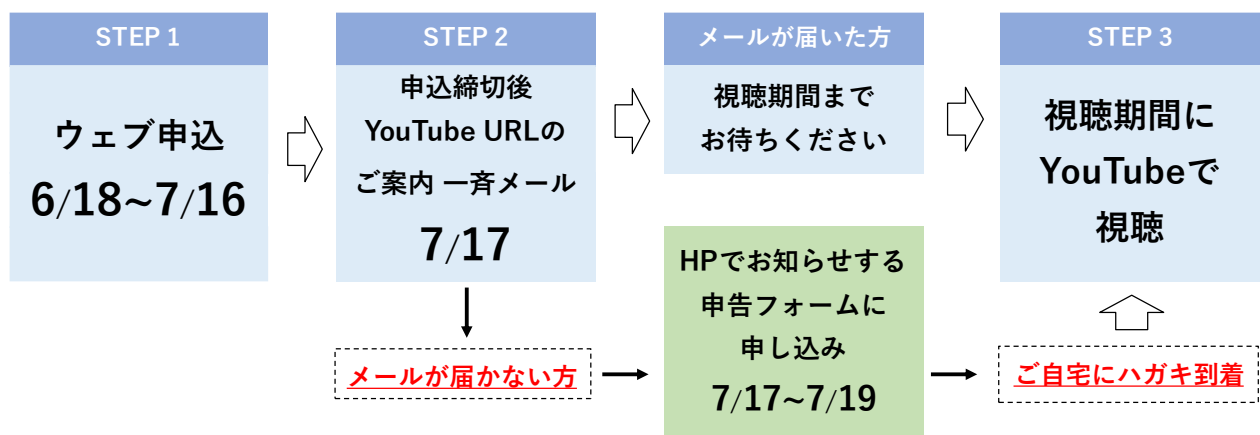 STEP 1
ウェブ申込
6/18~7/16
STEP 2
申込締切後
YouTube URLの
ご案内 一斉メール
7/17
メールが届いた方
視聴期間まで
お待ちください
メールが届かない方
HPでお知らせする
申告フォームに
申し込み
7/17~7/19
ご自宅にハガキ到着
STEP 3
視聴期間に
YouTubeで
視聴